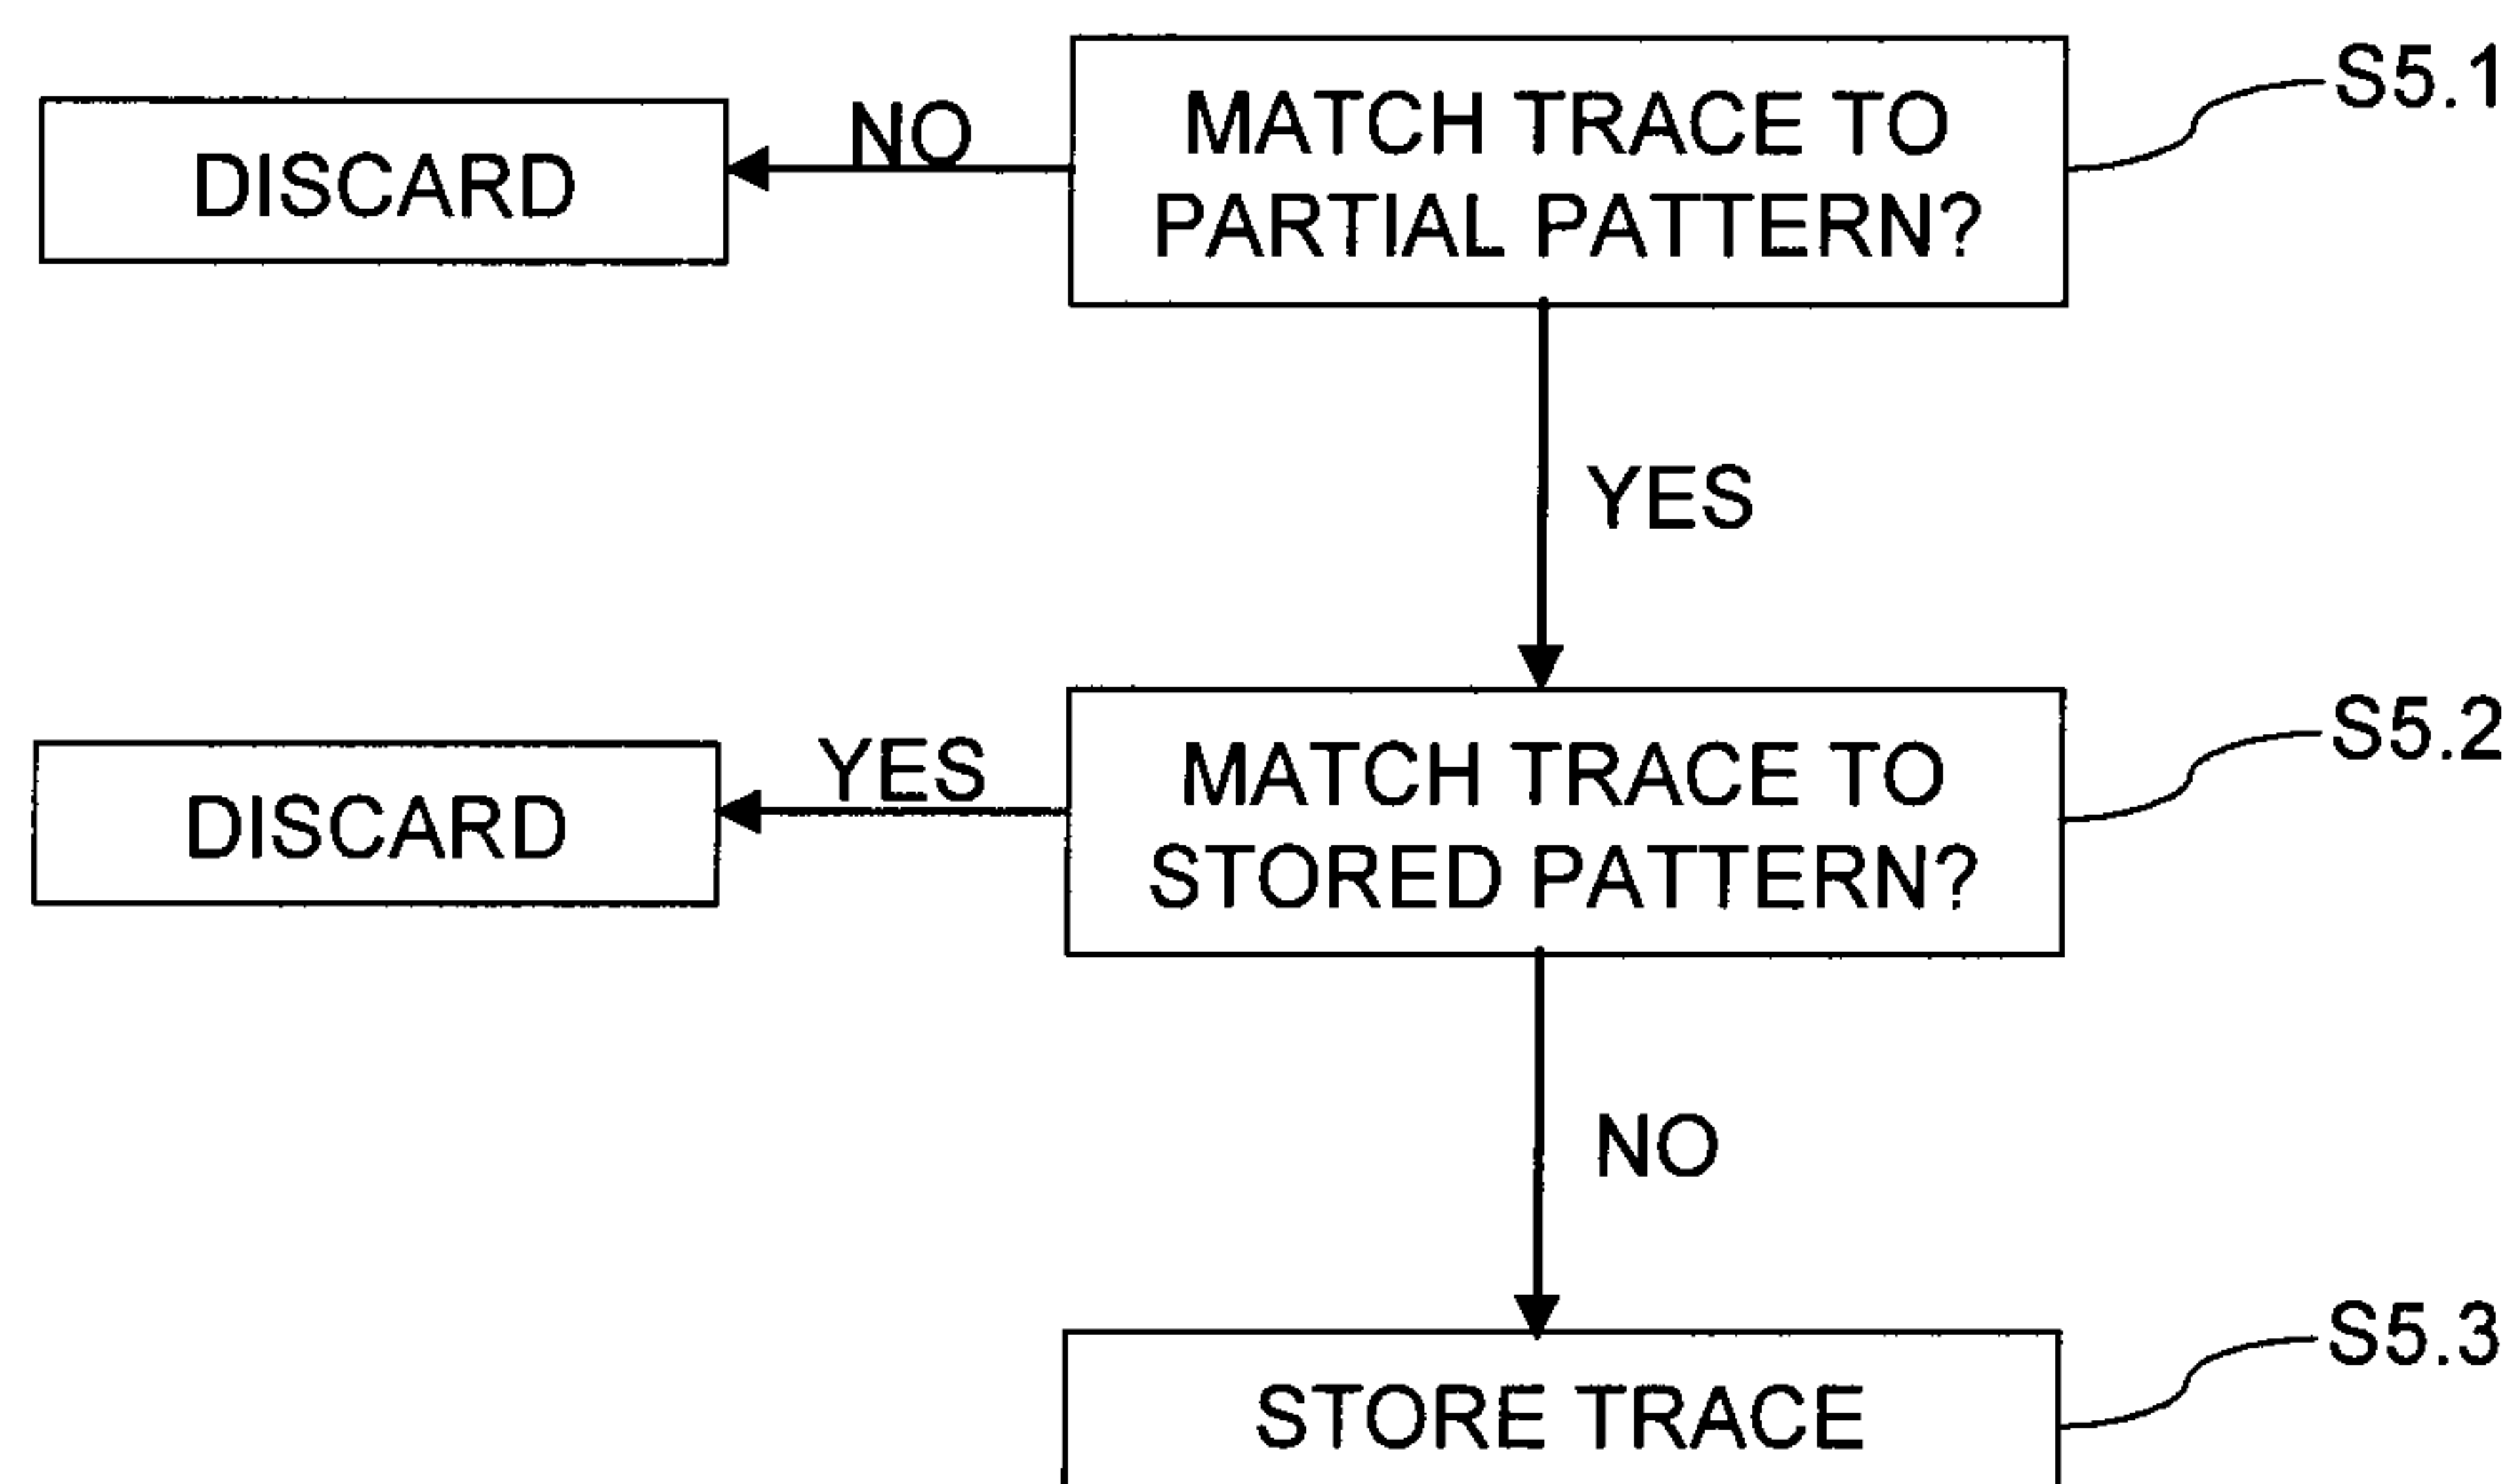 MATCH TRACE TO
PARTIAL PATTERN?
S5.1
NO
DISCARD
YES
MATCH TRACE TO
STORED PATTERN?
S5.2
YES
DISCARD
NO
STORE TRACE
S5.3